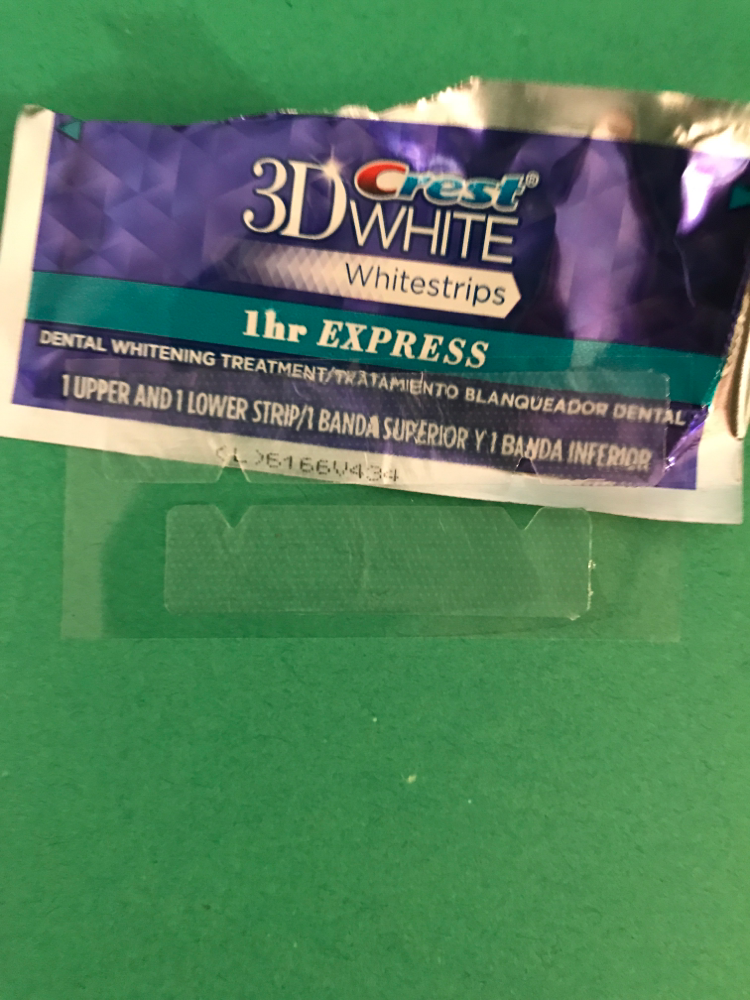 3D Crest®
WHITE
Whitestrips
1hr EXPRESS
DENTAL WHITENING TREATMENT/TRATAMIENTO BLANQUEADOR DENTAL
1 UPPER AND 1 LOWER STRIP/1 BANDA SUPERIOR Y 1 BANDA INFERIOR
(L)6166V434